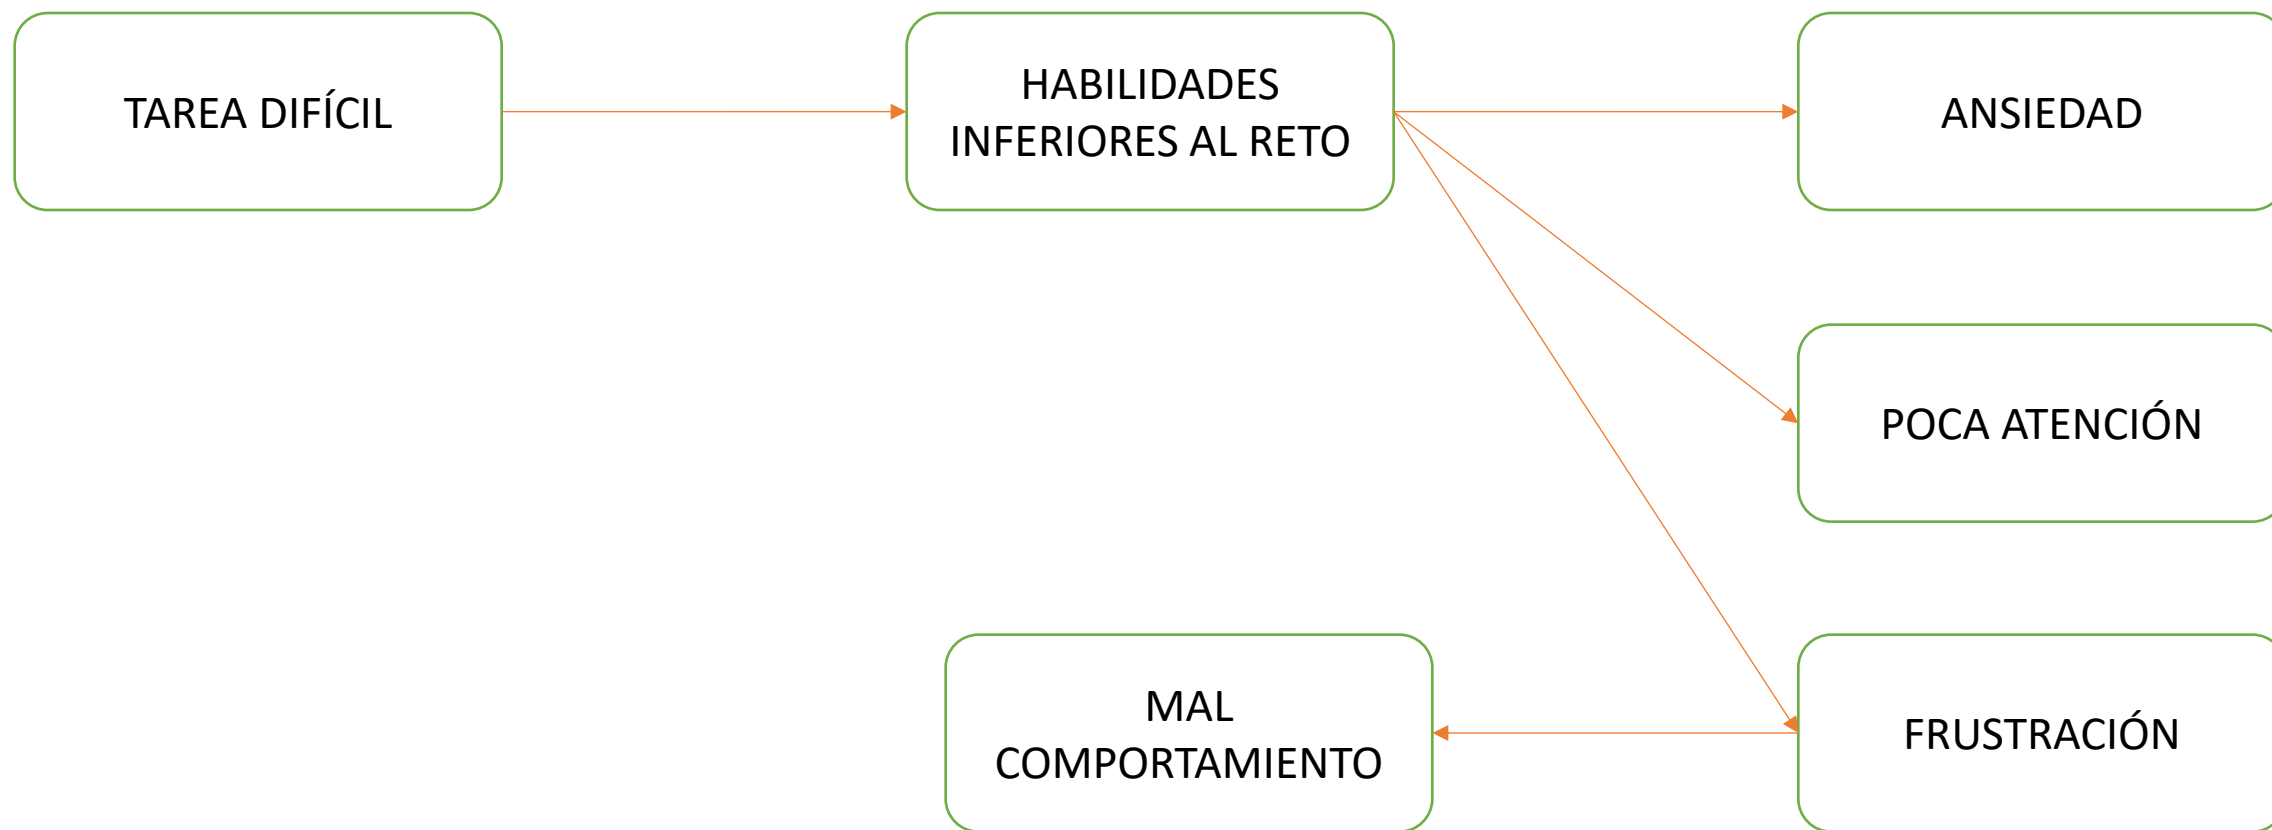 TAREA DIFÍCIL
HABILIDADES
INFERIORES AL RETO
ANSIEDAD
POCA ATENCIÓN
MAL
COMPORTAMIENTO
FRUSTRACIÓN